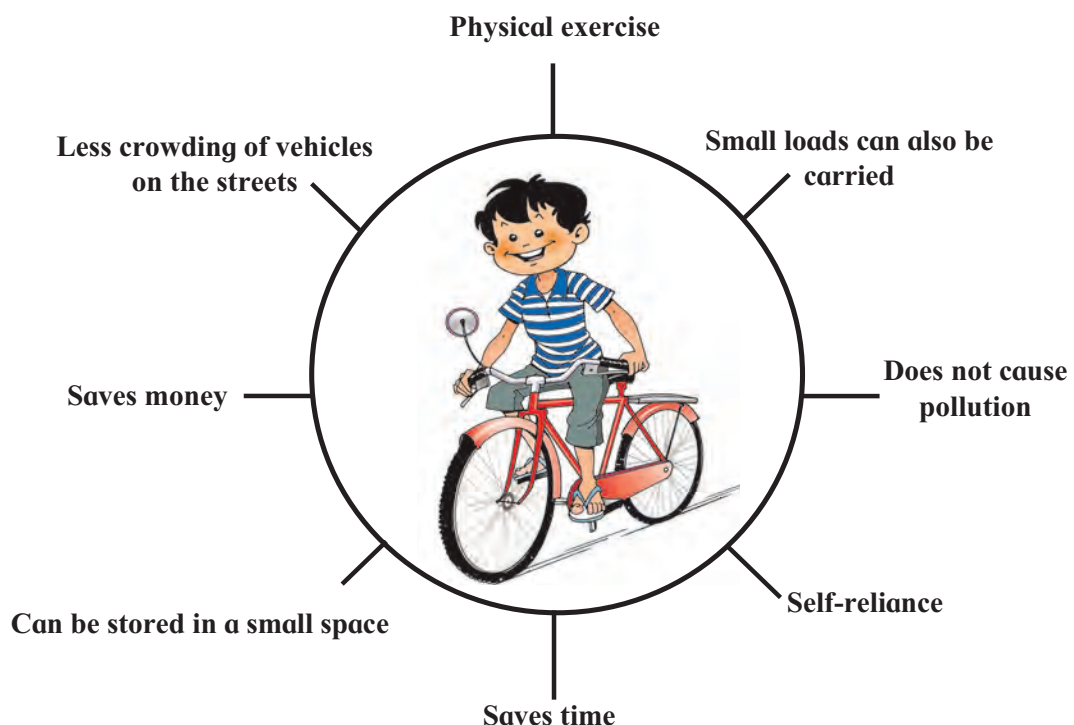 Physical exercise
Less crowding of vehicles
on the streets
Small loads can also be
carried
Saves money
Does not cause
pollution
Can be stored in a small space
Self-reliance
Saves time